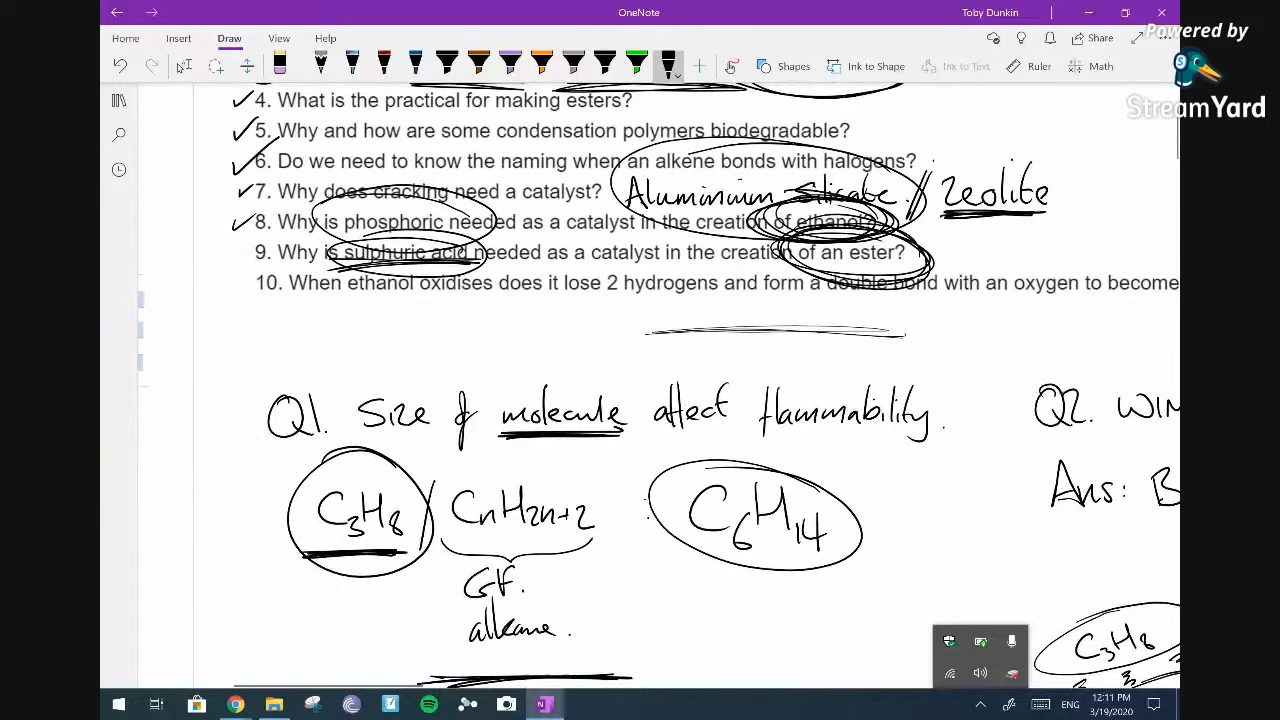 OneNote
Toby Dunkin
Powered by
StreamYard
Home Insert Draw View Help
Share
Shapes Ink to Shape Ink to Text Ruler Math
4. What is the practical for making esters?
5. Why and how are some condensation polymers biodegradable?
6. Do we need to know the naming when an alkene bonds with halogens?
7. Why does cracking need a catalyst?
Aluminium Silicate / Zeolite
8. Why is phosphoric needed as a catalyst in the creation of ethanol?
9. Why is sulphuric acid needed as a catalyst in the creation of an ester?
10. When ethanol oxidises does it lose 2 hydrogens and form a double bond with an oxygen to become
Q1. Size of molecule affect flammability.
Q2.
C3H8 / CnH2n+2
C6H14
Ans: B
G.F.
alkane.
C3H8
12:11 PM
ENG
3/19/2020